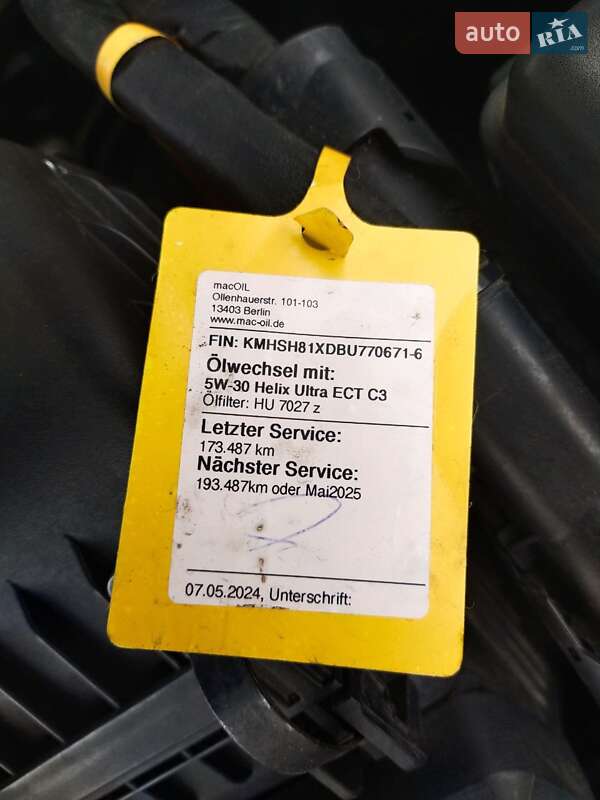 auto RIA .com
macOIL
Ollenhauerstr. 101-103
13403 Berlin
www.mac-oil.de
FIN: KMHSH81XDBU770671-6
Ölwechsel mit:
5W-30 Helix Ultra ECT C3
Ölfilter: HU 7027 z
Letzter Service:
173.487 km
Nächster Service:
193.487km oder Mai2025
07.05.2024, Unterschrift: